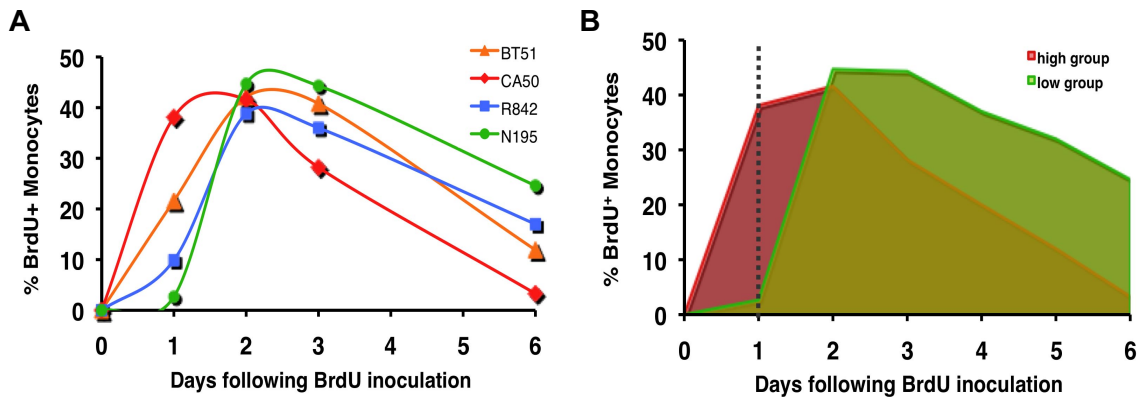 A
% BrdU+ Monocytes
50
40
30
20
10
0
BT51
CA50
R842
N195
0 1 2 3 4 5 6
Days following BrdU inoculation
B
% BrdU⁺ Monocytes
50
40
30
20
10
0
high group
low group
0 1 2 3 4 5 6
Days following BrdU inoculation